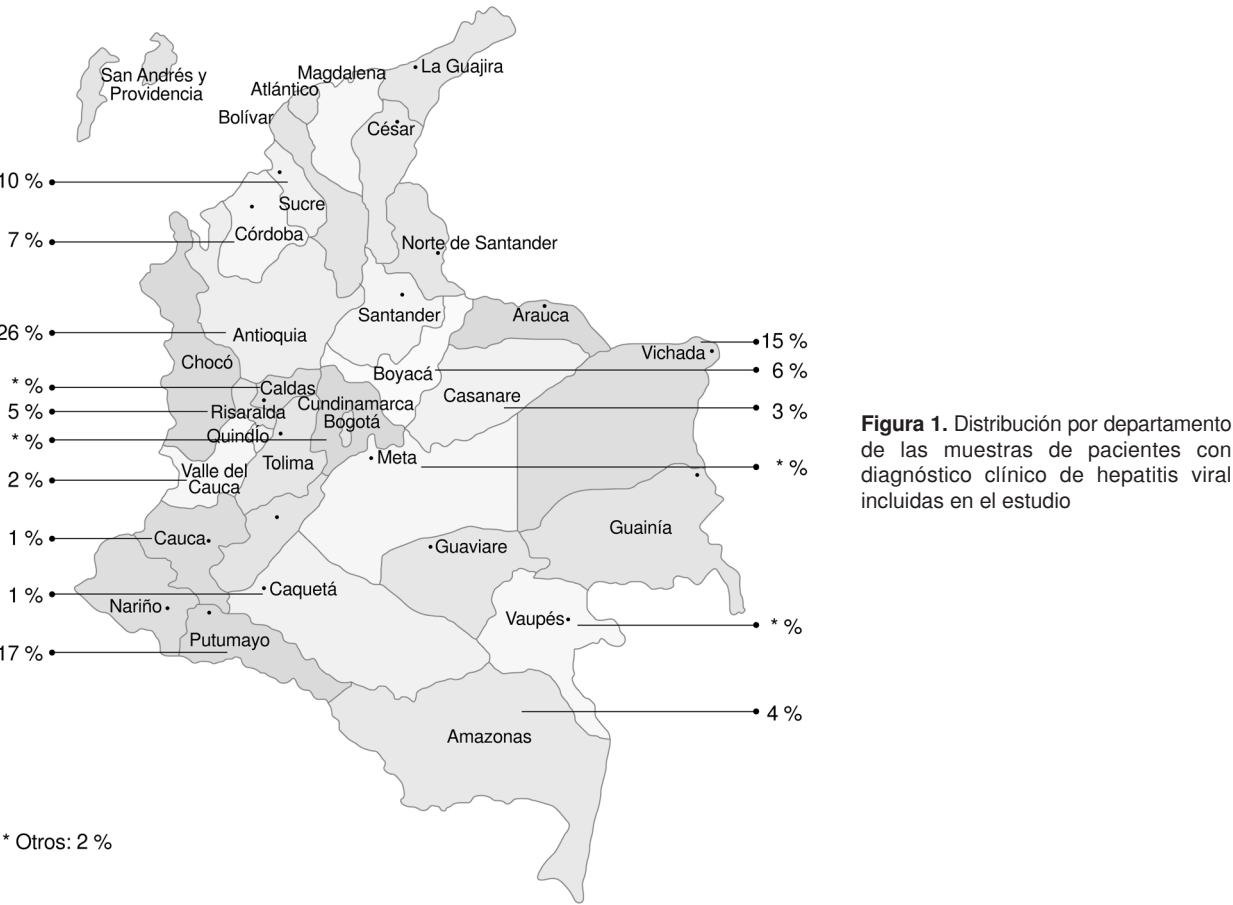 San Andrés y
Providencia
Magdalena
La Guajira
Atlántico
Bolívar
César
10 %
Sucre
7 %
Córdoba
Norte de Santander
Santander
Arauca
26 %
Antioquia
15 %
Vichada
Chocó
6 %
Boyacá
* %
Caldas
Casanare
3 %
5 %
Risaralda
Cundinamarca
Bogotá
* %
QuindÍo
Meta
* %
Tolima
2 %
Valle del
Cauca
Guainía
1 %
Cauca
Guaviare
1 %
Caquetá
Nariño
Vaupés
* %
17 %
Putumayo
4 %
Amazonas
* Otros: 2 %
Figura 1. Distribución por departamento
de las muestras de pacientes con
diagnóstico clínico de hepatitis viral
incluidas en el estudio